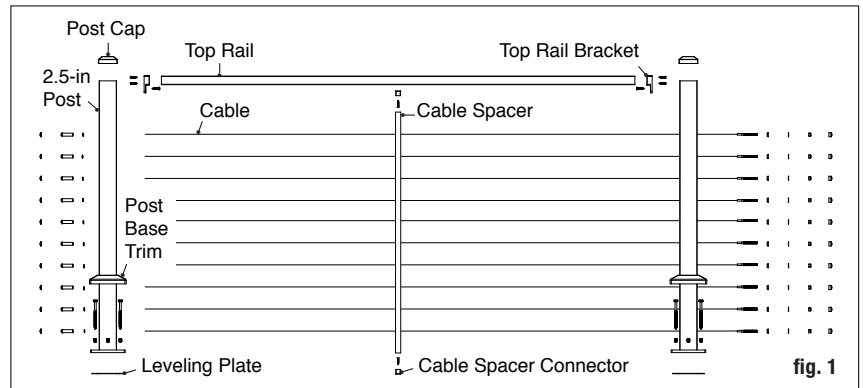 Post Cap
Top Rail
Top Rail Bracket
2.5-in
Post
Cable
Cable Spacer
Post
Base
Trim
Leveling Plate
Cable Spacer Connector
fig. 1